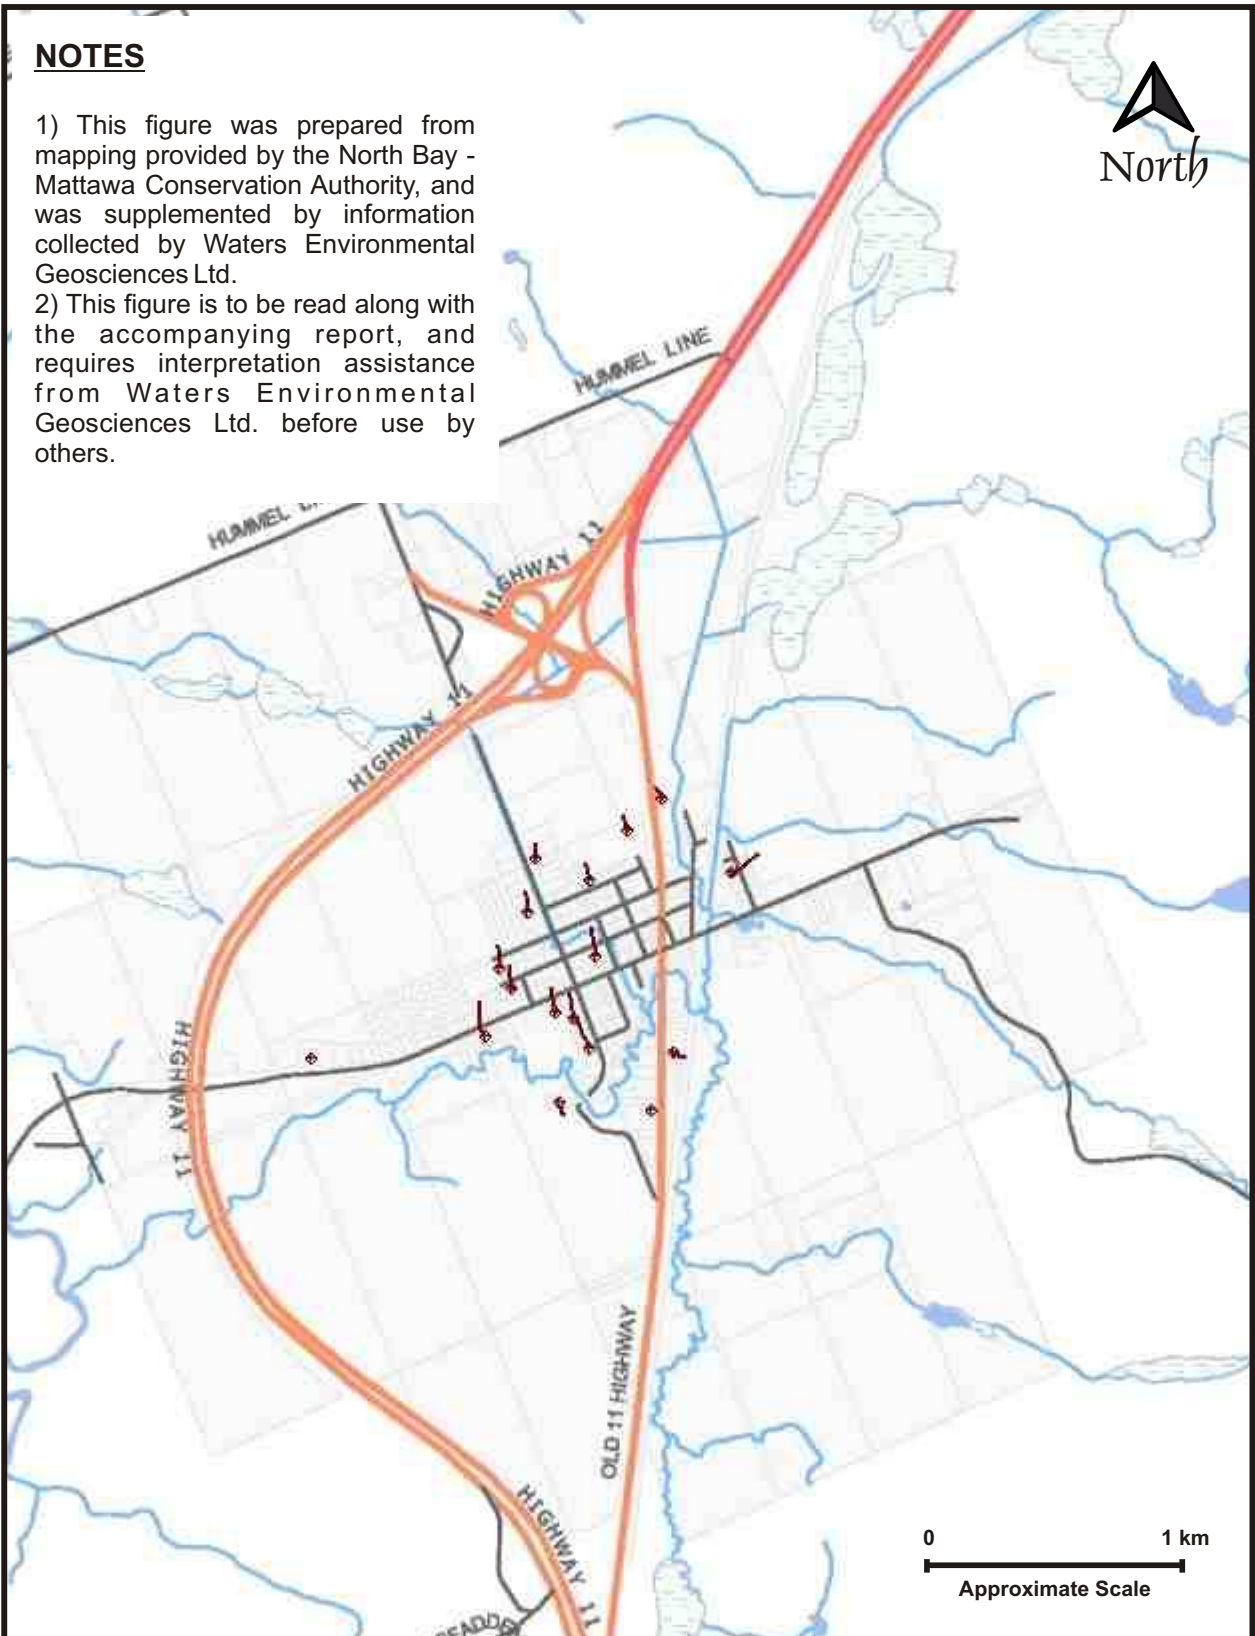 NOTES
1) This figure was prepared from
mapping provided by the North Bay -
Mattawa Conservation Authority, and
was supplemented by information
collected by Waters Environmental
Geosciences Ltd.
2) This figure is to be read along with
the accompanying report, and
requires interpretation assistance
from Waters Environmental
Geosciences Ltd. before use by
others.
North
HUMMEL LINE
HUMMEL
HIGHWAY 11
HIGHWAY 11
HIGHWAY 11
OLD 11 HIGHWAY
HIGHWAY 11
0 1 km
Approximate Scale